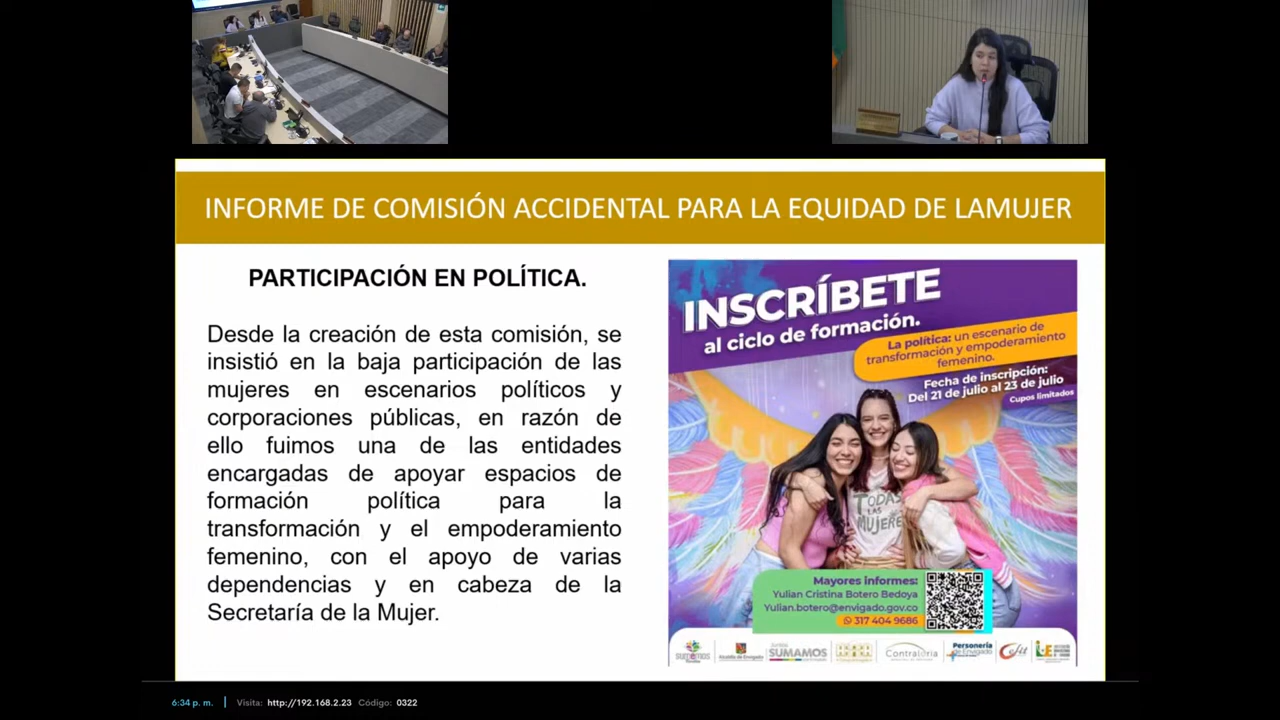 INFORME DE COMISIÓN ACCIDENTAL PARA LA EQUIDAD DE LAMUJER
PARTICIPACIÓN EN POLÍTICA.
Desde la creación de esta comisión, se
insistió en la baja participación de las
mujeres en escenarios políticos y
corporaciones públicas, en razón de
ello fuimos una de las entidades
encargadas de apoyar espacios de
formación política para la
transformación y el empoderamiento
femenino, con el apoyo de varias
dependencias y en cabeza de la
Secretaría de la Mujer.
INSCRÍBETE
al ciclo de formación.
La política: un escenario de
transformación y empoderamiento
femenino.
Fecha de inscripción:
Del 21 de julio al 23 de julio
Cupos limitados
TODAS
LAS
MUJERE
Mayores informes:
Yulian Cristina Botero Bedoya
Yulian.botero@envigado.gov.co
317 404 9686
Alcaldía de Envigado
Juntos
SUMAMOS
Contraloría
Personería
de Envigado
6:34 p. m. Visita: http://192.168.2.23 Código: 0322